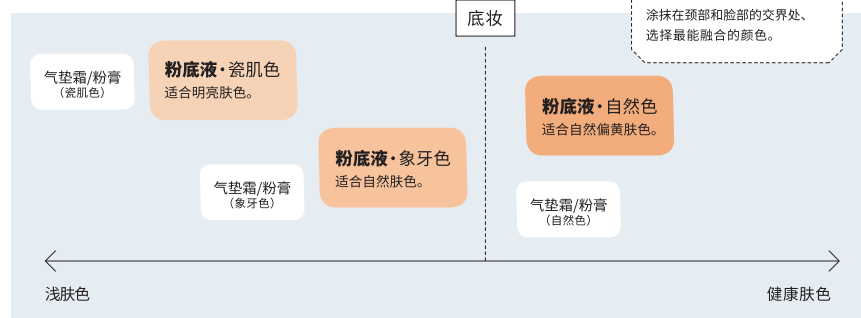 底妆
涂抹在颈部和脸部的交界处、
选择最能融合的颜色。
气垫霜/粉膏
（瓷肌色）
粉底液·瓷肌色
适合明亮肤色。
粉底液·自然色
适合自然偏黄肤色。
粉底液·象牙色
适合自然肤色。
气垫霜/粉膏
（象牙色）
气垫霜/粉膏
（自然色）
浅肤色
健康肤色